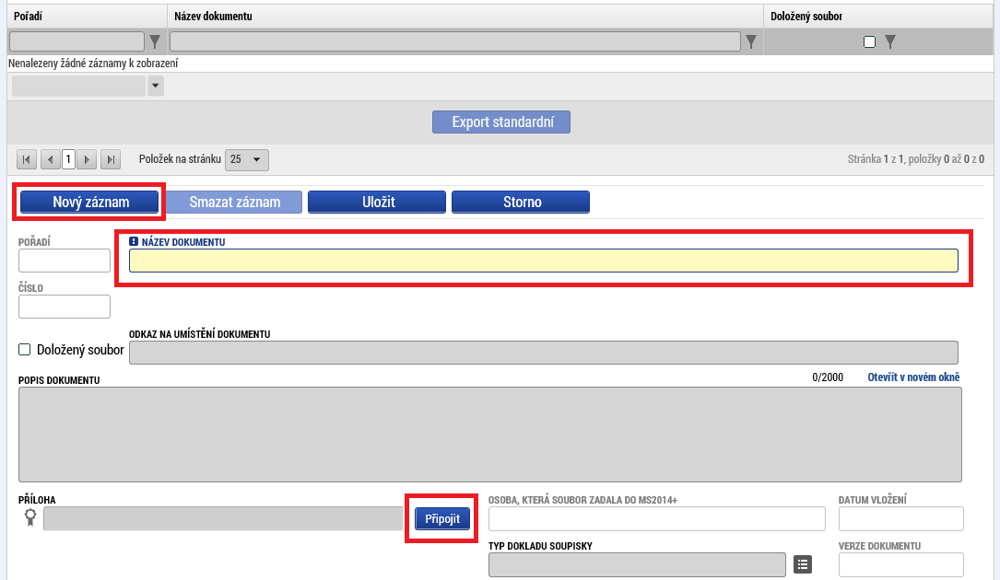 Pořadí Název dokumentu Doložený soubor
Nenalezeny žádné záznamy k zobrazení
Export standardní
1 Položek na stránku 25 Stránka 1 z 1, položky 0 až 0 z 0
Nový záznam Smazat záznam Uložit Storno
POŘADÍ NÁZEV DOKUMENTU
ČÍSLO
ODKAZ NA UMÍSTĚNÍ DOKUMENTU
Doložený soubor
POPIS DOKUMENTU 0/2000 Otevřít v novém okně
PŘÍLOHA OSOBA, KTERÁ SOUBOR ZADALA DO MS2014+ DATUM VLOŽENÍ
Připojit
TYP DOKLADU SOUPISKY VERZE DOKUMENTU